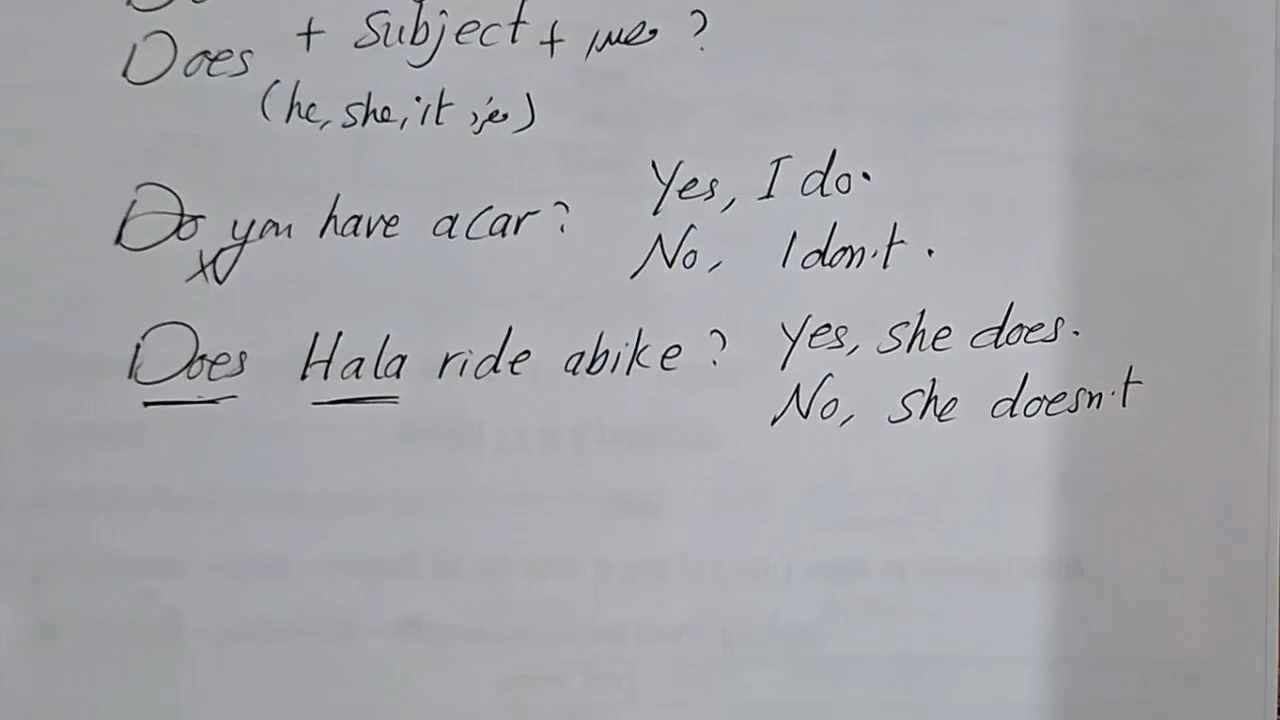 Does + subject + مصدر ?
(he, she, it مفرد)
Do you have a car? Yes, I do.
No, I don't.
Does Hala ride a bike? Yes, she does.
No, she doesn't